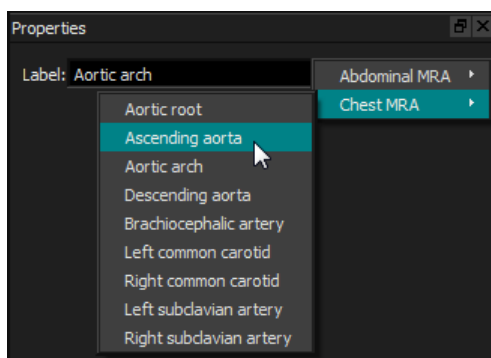 Properties
Label: Aortic arch
Abdominal MRA
Chest MRA
Aortic root
Ascending aorta
Aortic arch
Descending aorta
Brachiocephalic artery
Left common carotid
Right common carotid
Left subclavian artery
Right subdavian artery